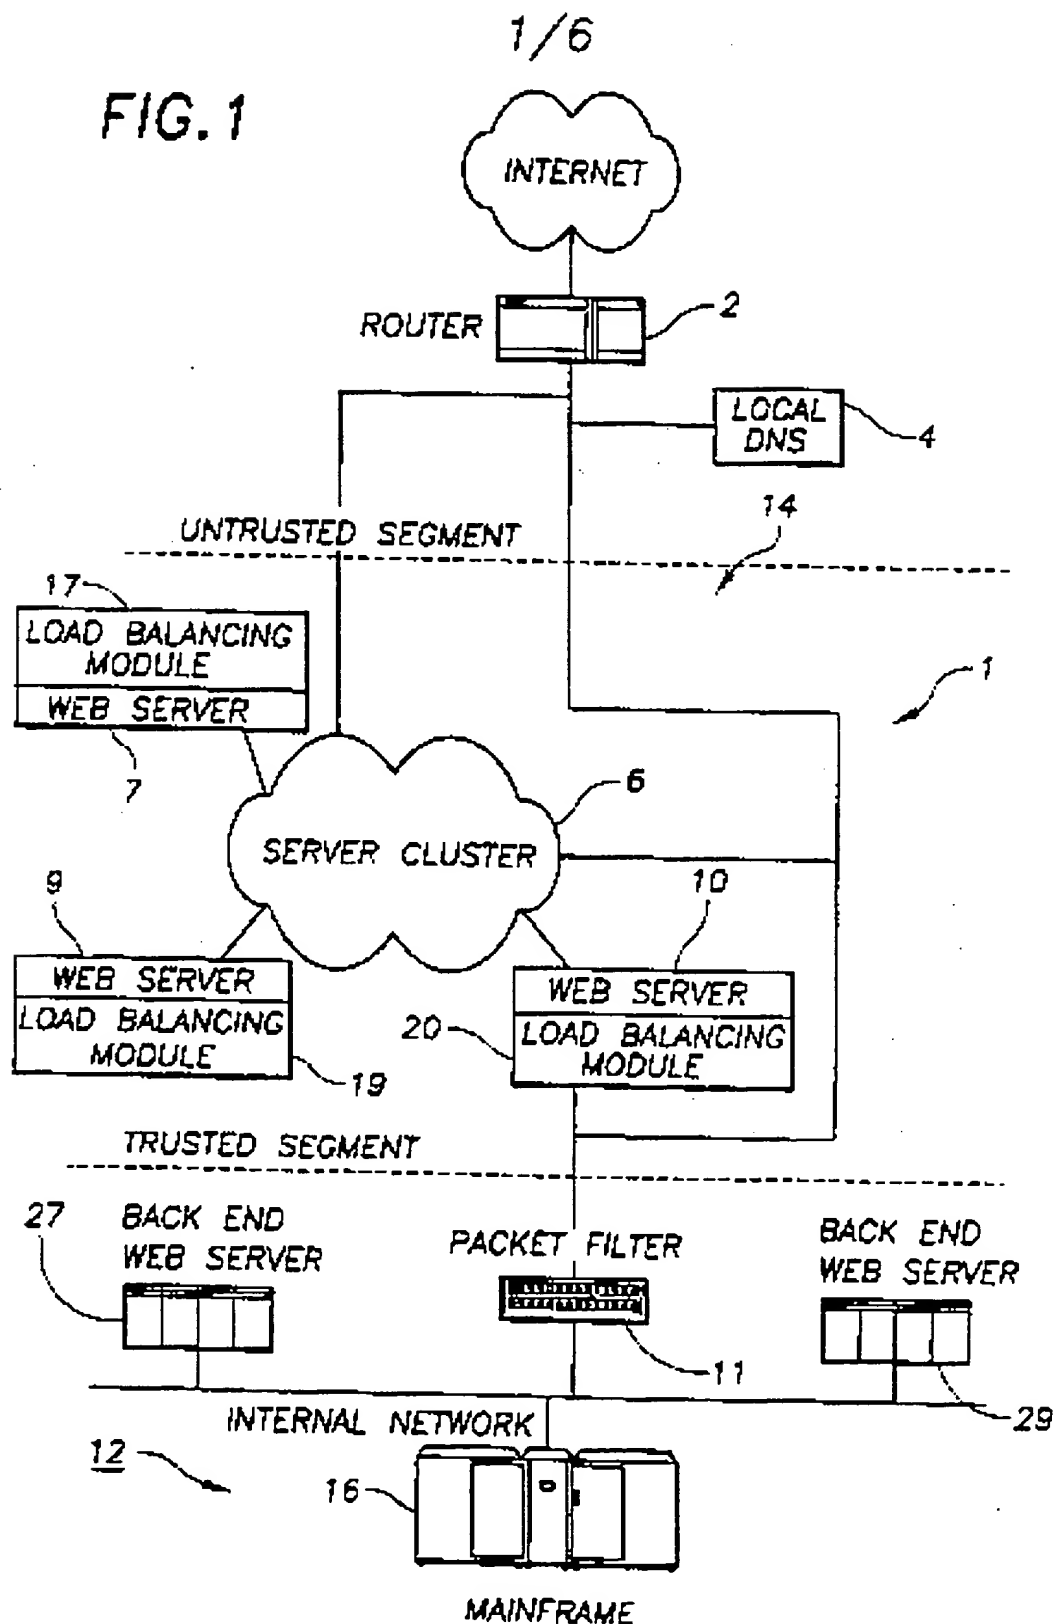 1/6
FIG. 1
INTERNET
ROUTER
2
LOCAL
DNS
4
14
UNTRUSTED SEGMENT
17
LOAD BALANCING
MODULE
WEB SERVER
7
1
6
SERVER CLUSTER
9
WEB SERVER
LOAD BALANCING
MODULE
19
10
WEB SERVER
20
LOAD BALANCING
MODULE
TRUSTED SEGMENT
27
BACK END
WEB SERVER
PACKET FILTER
11
BACK END
WEB SERVER
29
INTERNAL NETWORK
12
16
MAINFRAME